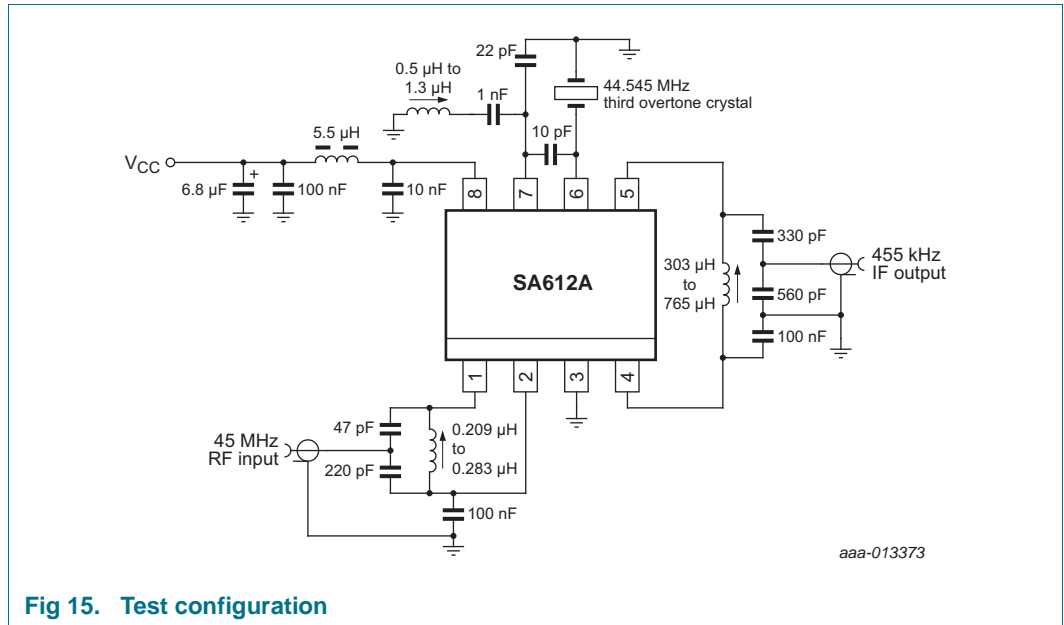 22 pF
0.5 μH to
1.3 μH
1 nF
44.545 MHz
third overtone crystal
5.5 μH
10 pF
VCC
6.8 μF
+
100 nF
10 nF
8
7
6
5
330 pF
SA612A
303 μH
to
765 μH
455 kHz
IF output
560 pF
100 nF
1
2
3
4
47 pF
0.209 μH
to
0.283 μH
45 MHz
RF input
220 pF
100 nF
aaa-013373
Fig 15. Test configuration